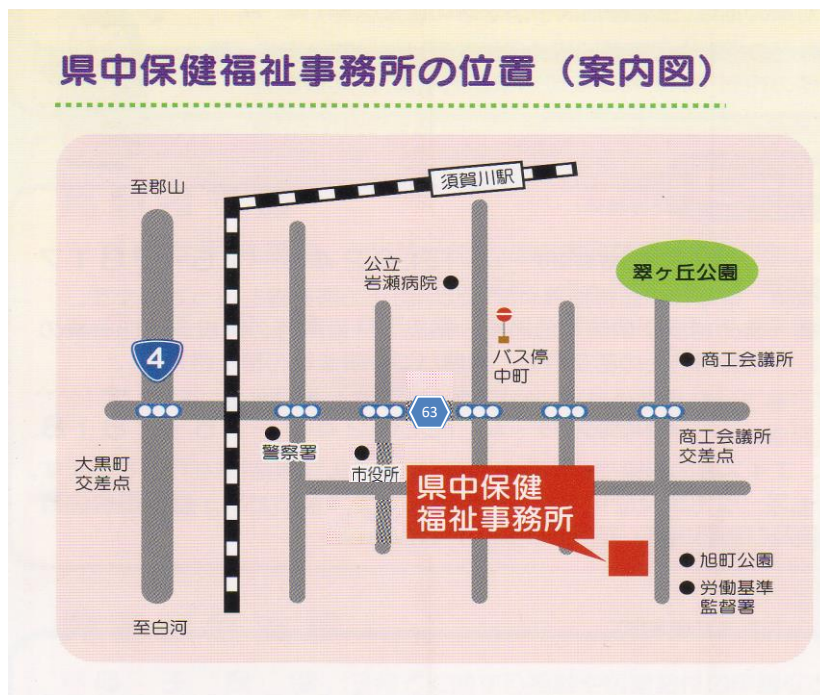 県中保健福祉事務所の位置（案内図）
須賀川駅
至郡山
公立
岩瀬病院
翠ヶ丘公園
4
バス停
中町
商工会議所
63
警察署
市役所
大黒町
交差点
商工会議所
交差点
県中保健
福祉事務所
旭町公園
労働基準
監督署
至白河